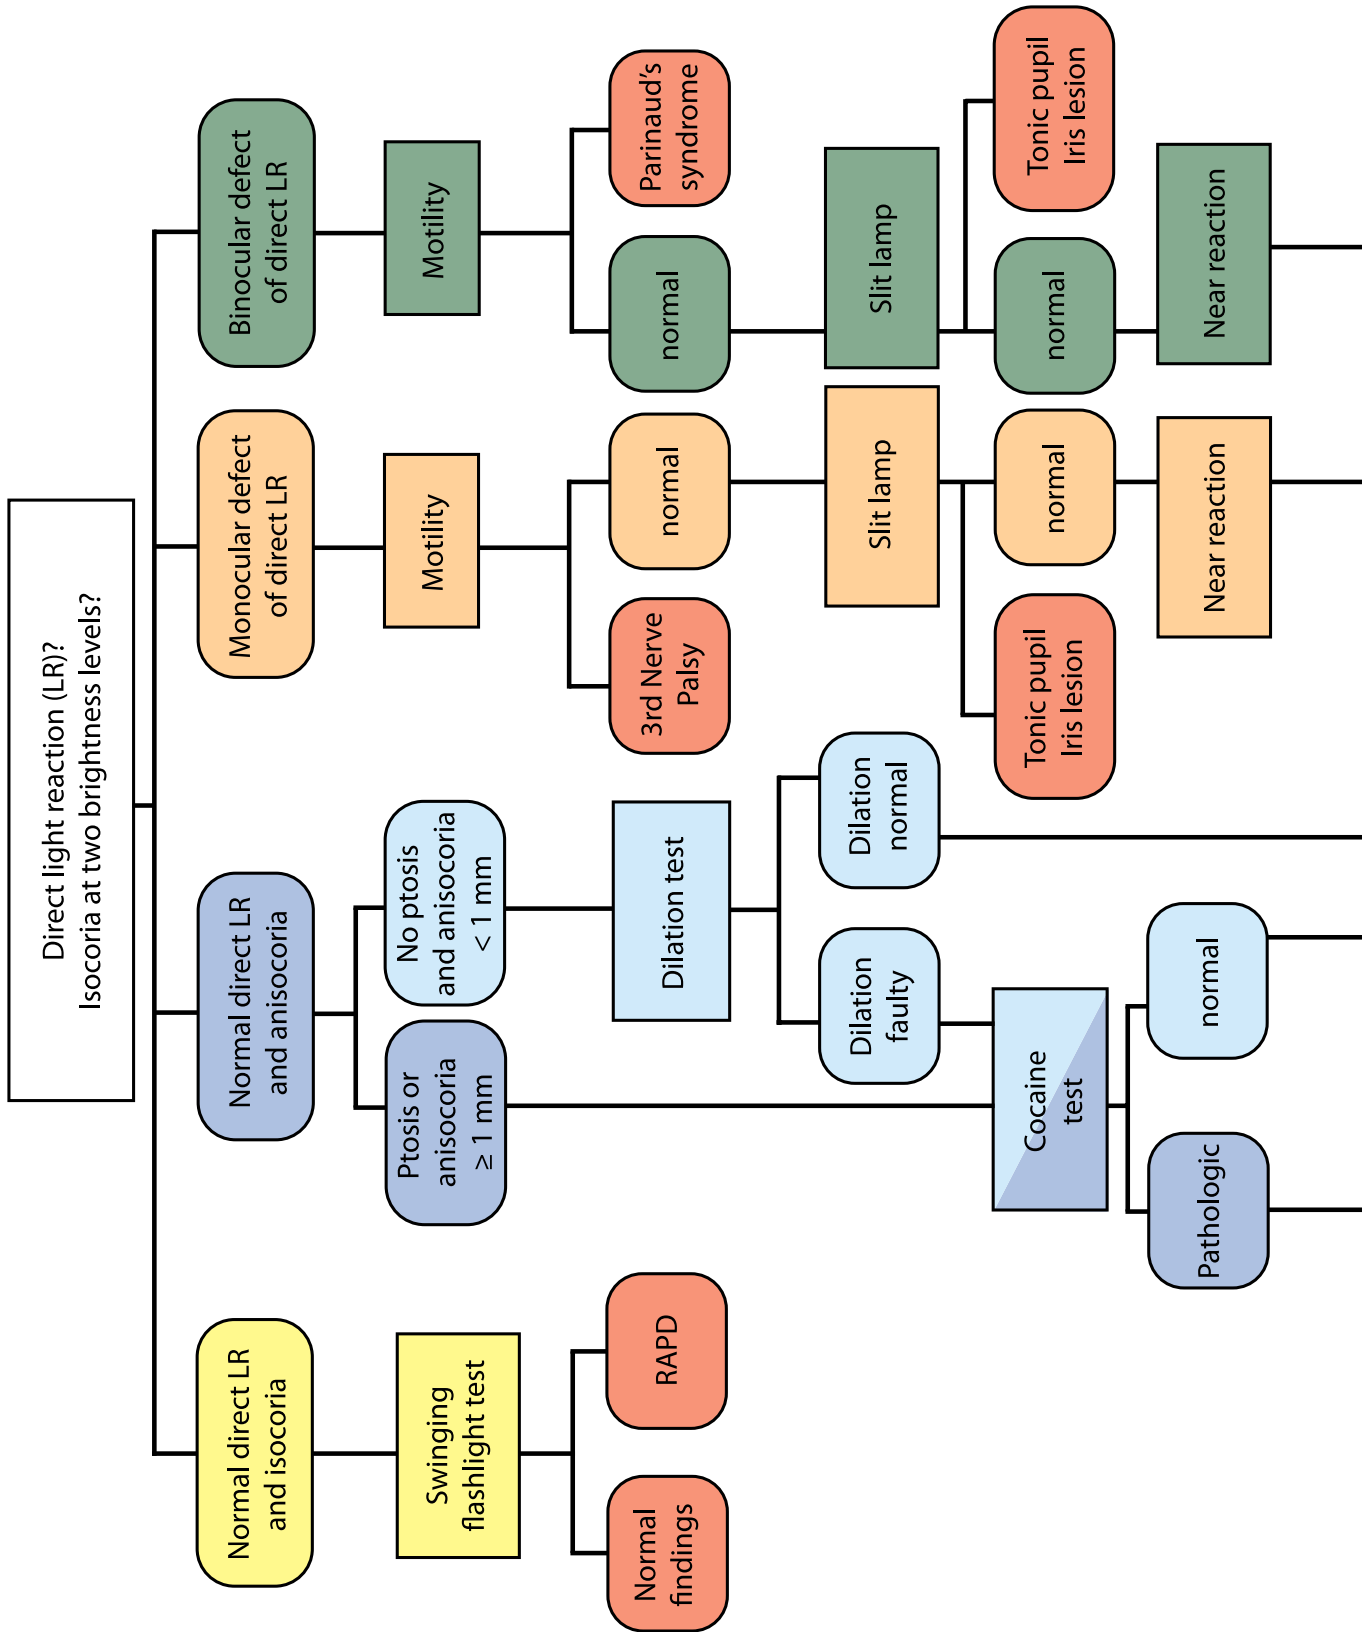 Direct light reaction (LR)?
Isocoria at two brightness levels?
Normal direct LR
and isocoria
Normal direct LR
and anisocoria
Monocular defect
of direct LR
Binocular defect
of direct LR
Swinging
flashlight test
Ptosis or
anisocoria
≥ 1 mm
No ptosis
and anisocoria
< 1 mm
Motility
Motility
Normal
findings
RAPD
Dilation test
3rd Nerve
Palsy
normal
normal
Parinaud's
syndrome
Dilation
faulty
Dilation
normal
Slit lamp
Slit lamp
Cocaine
test
Tonic pupil
Iris lesion
normal
normal
Tonic pupil
Iris lesion
Pathologic
normal
Near reaction
Near reaction